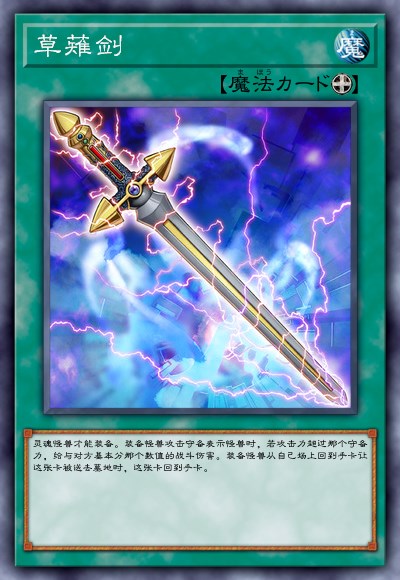 草薙剣
魔
【魔法カード】
まほう
灵魂怪兽才能装备。装备怪兽攻击守备表示怪兽时,若攻击力超过那个守备
力,给与对方基本分那个数值的战斗伤害。装备怪兽从自己场上回到手卡让
这张卡被送去墓地时,这张卡回到手卡。